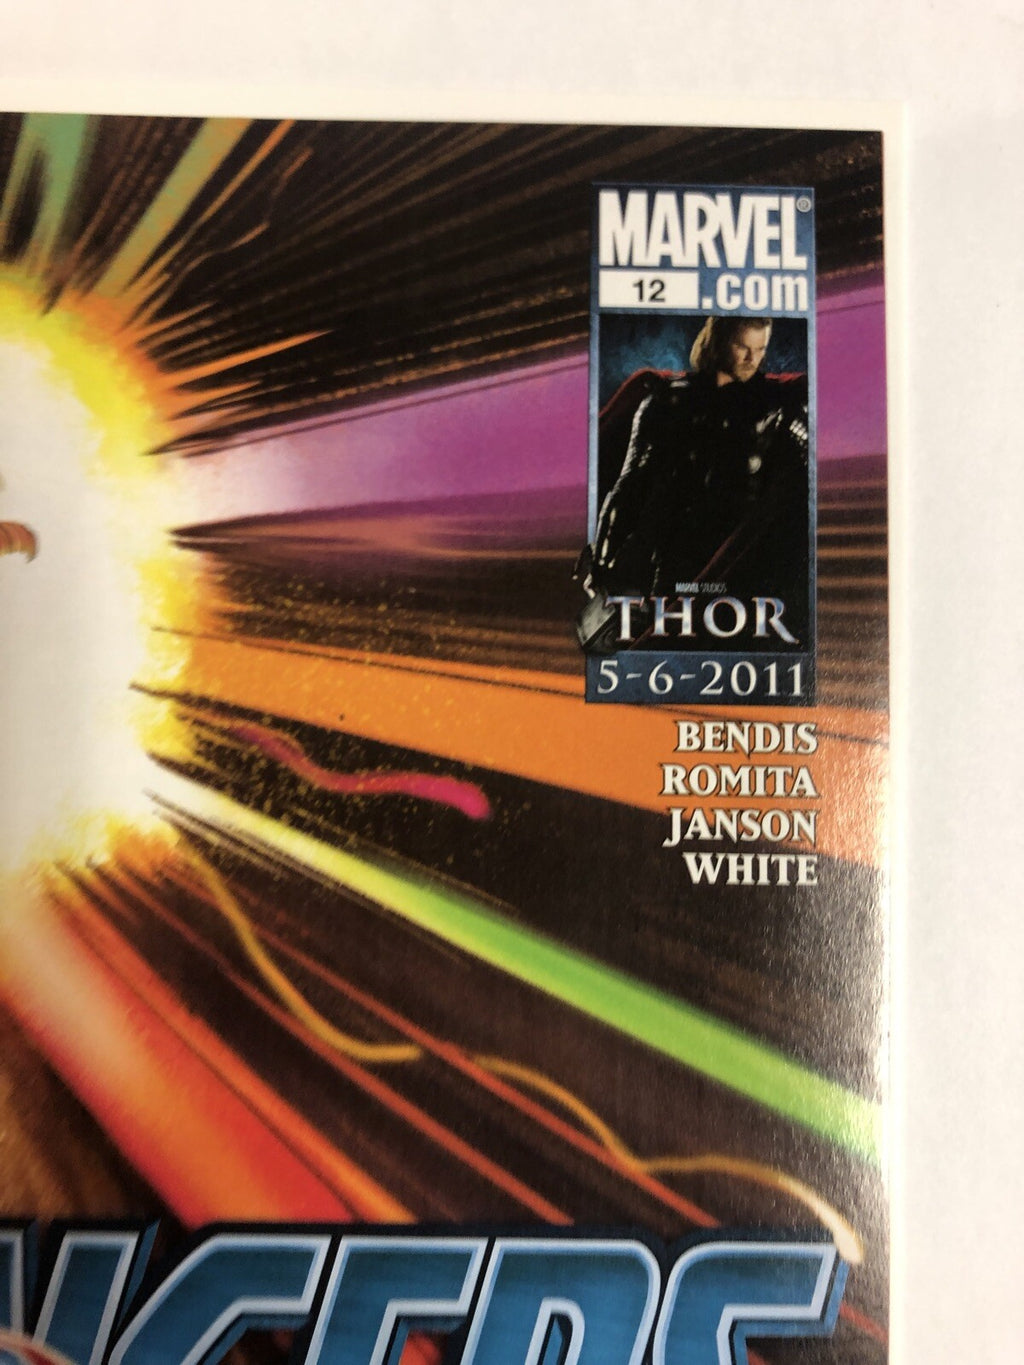 MARVEL®
12 .com
MARVEL STUDIOS
THOR
5-6-2011
BENDIS
ROMITA
JANSON
WHITE